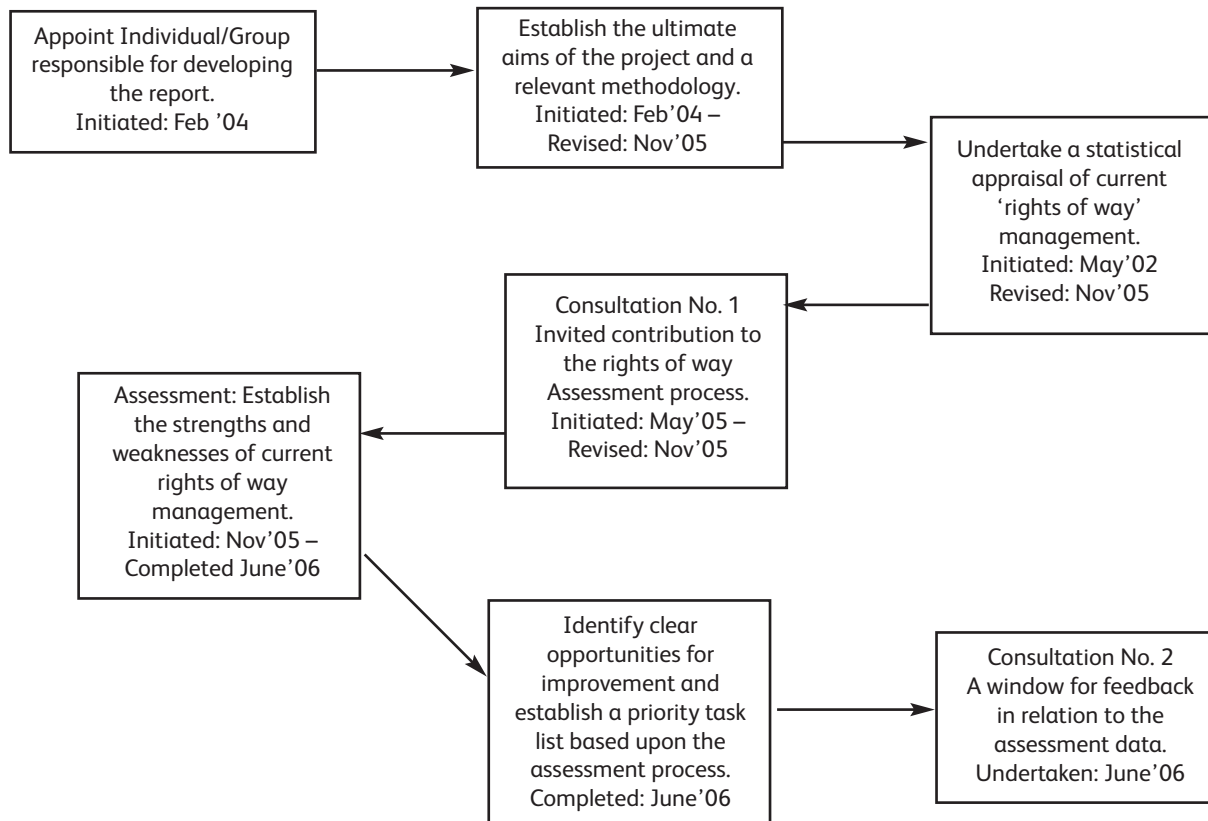 Appoint Individual/Group
responsible for developing
the report.
Initiated: Feb ’04
Establish the ultimate
aims of the project and a
relevant methodology.
Initiated: Feb’04 –
Revised: Nov’05
Undertake a statistical
appraisal of current
‘rights of way’
management.
Initiated: May’02
Revised: Nov’05
Consultation No. 1
Invited contribution to
the rights of way
Assessment process.
Initiated: May’05 –
Revised: Nov’05
Assessment: Establish
the strengths and
weaknesses of current
rights of way
management.
Initiated: Nov’05 –
Completed June’06
Identify clear
opportunities for
improvement and
establish a priority task
list based upon the
assessment process.
Completed: June’06
Consultation No. 2
A window for feedback
in relation to the
assessment data.
Undertaken: June’06